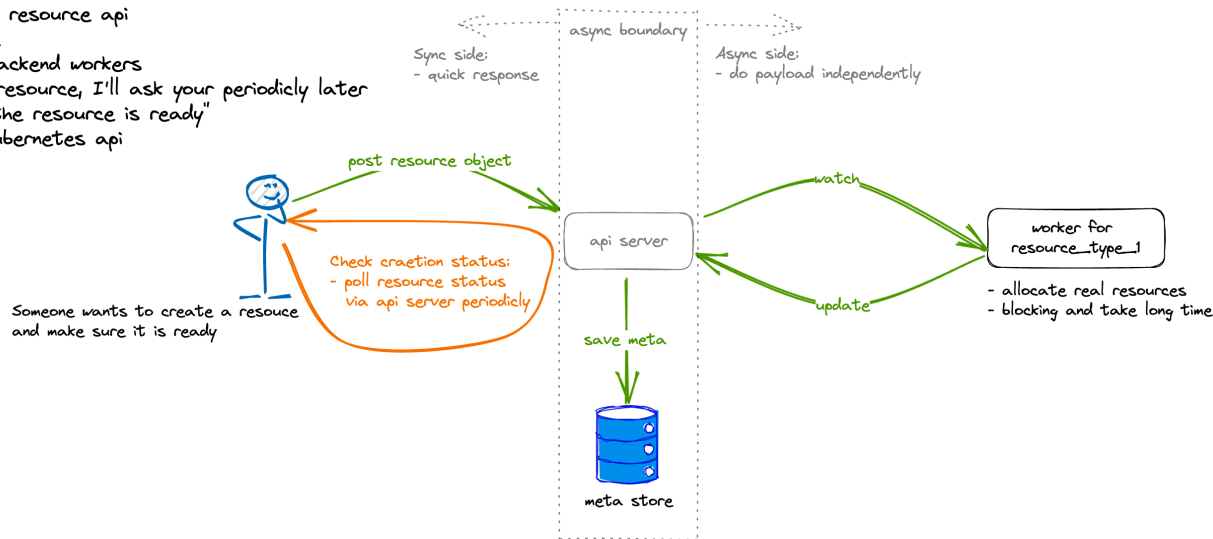 resource api
backend workers
resource, I'll ask your periodicly later
the resource is ready"
kubernetes api
async boundary
Sync side:
- quick response
Async side:
- do payload independently
post resource object
watch
api server
worker for
resource_type_1
Check craetion status:
- poll resource status
via api server periodicly
- allocate real resources
- blocking and take long time
update
Someone wants to create a resouce
and make sure it is ready
save meta
meta store